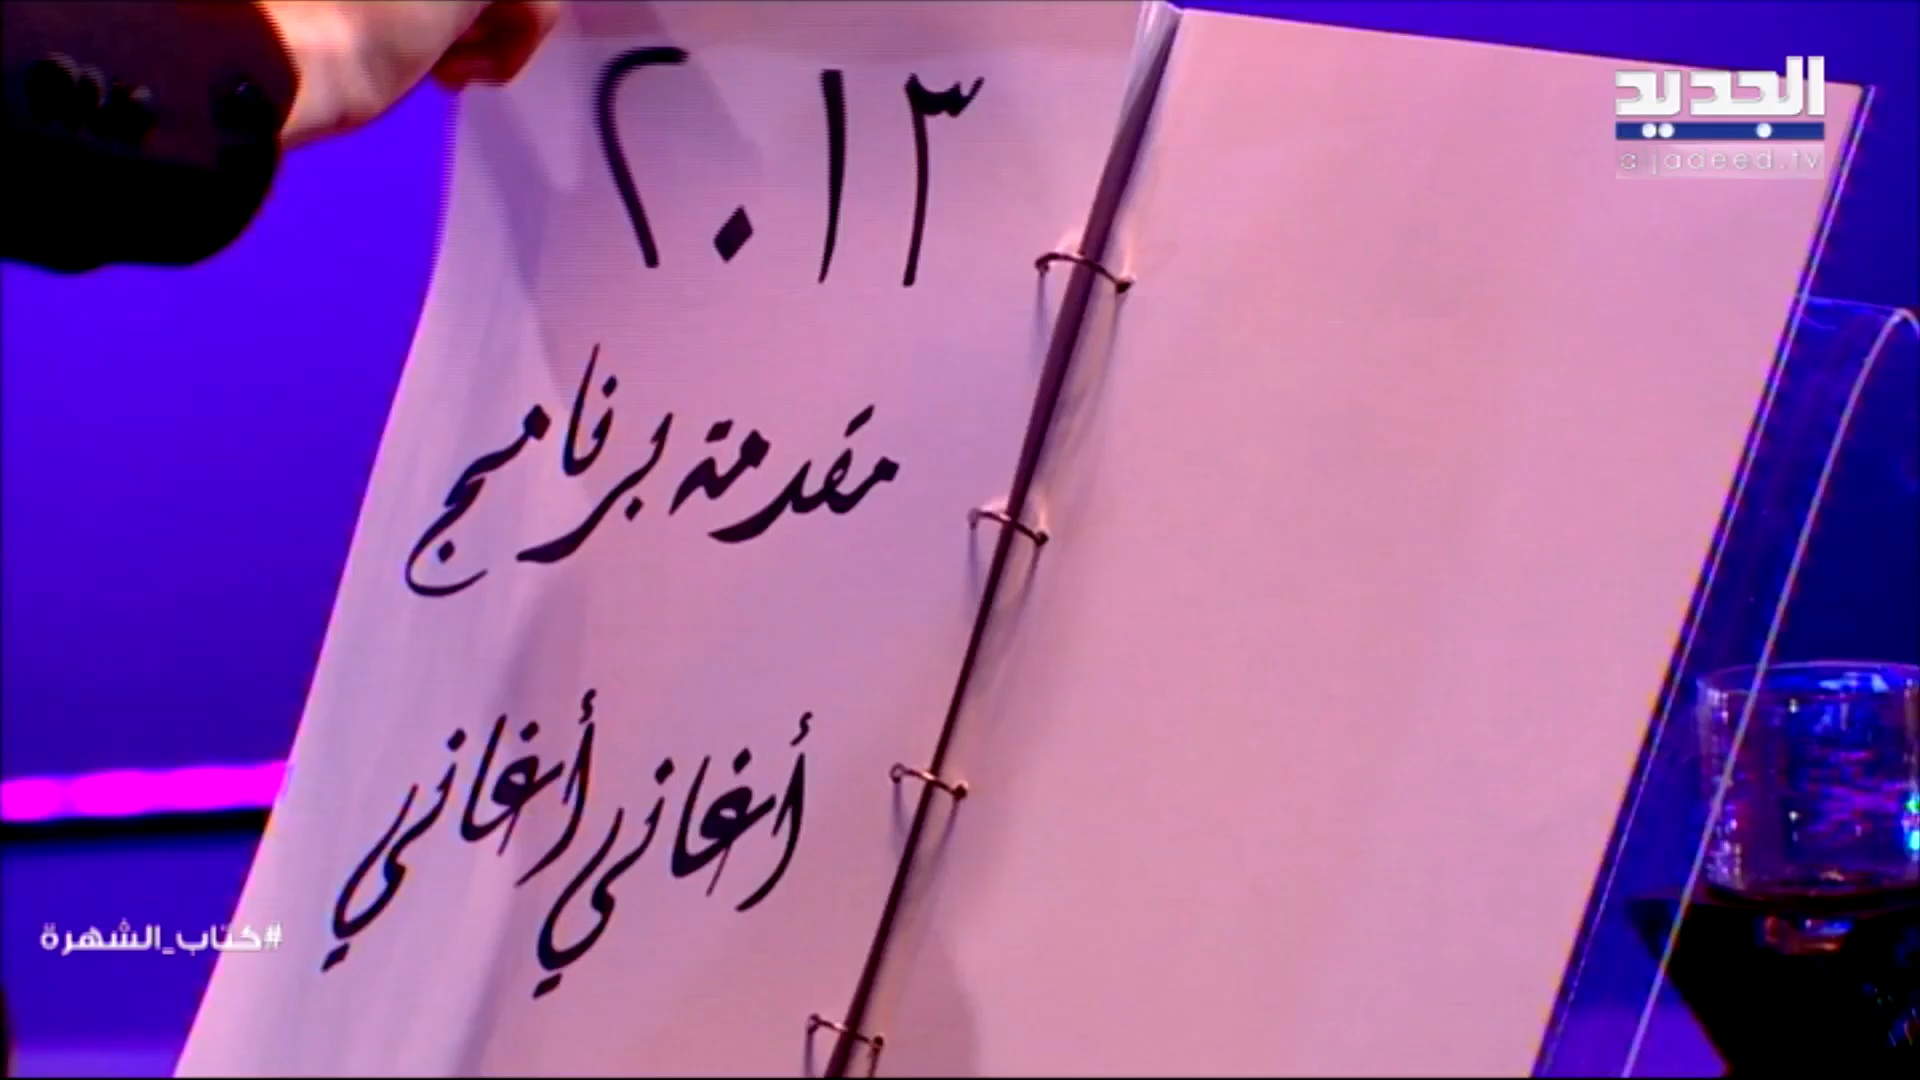 ٢٠١٣
مقدمة برنامج
أغاني أغاني
الجديد
aljadeed.tv
#كتاب_الشهرة